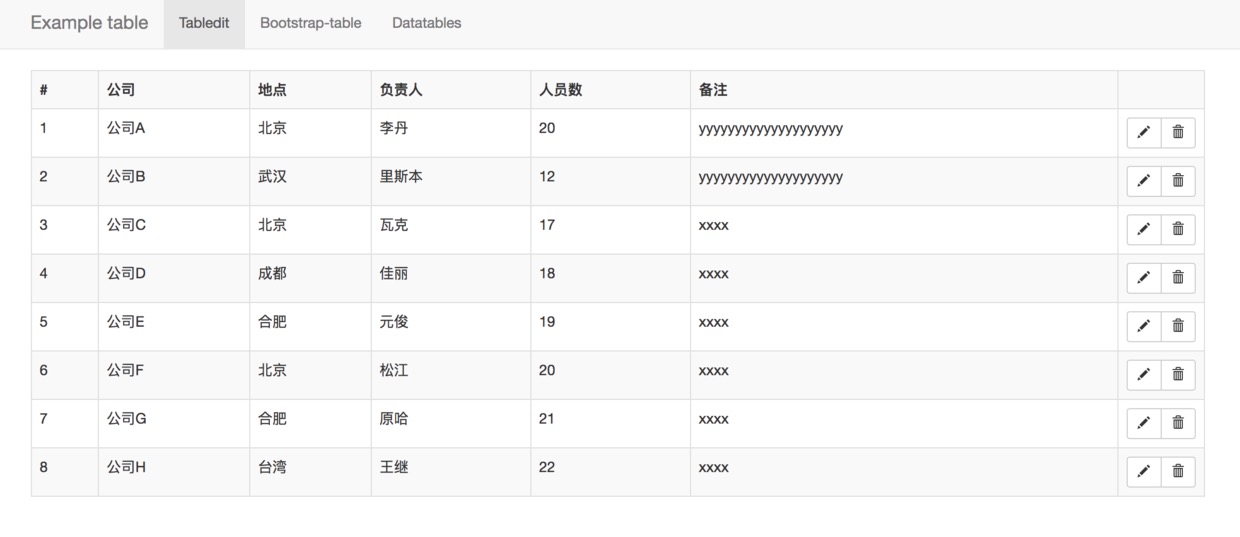 Example table Tabledit Bootstrap-table Datatables
# 公司 地点 负责人 人员数 备注
1 公司A 北京 李丹 20 yyyyyyyyyyyyyyyyyyyy
2 公司B 武汉 里斯本 12 yyyyyyyyyyyyyyyyyyyy
3 公司C 北京 瓦克 17 xxxx
4 公司D 成都 佳丽 18 xxxx
5 公司E 合肥 元俊 19 xxxx
6 公司F 北京 松江 20 xxxx
7 公司G 合肥 原哈 21 xxxx
8 公司H 台湾 王继 22 xxxx